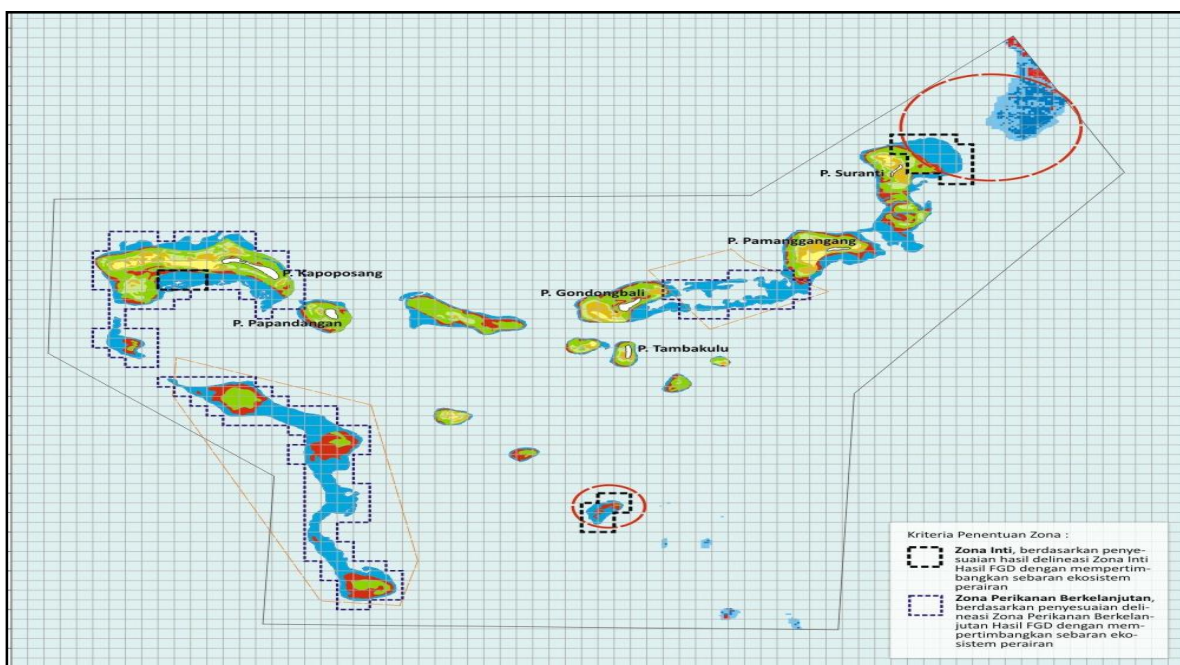 P. Suranti
P. Pamanggangang
P. Kapoposang
P. Gondongbali
P. Papandangan
P. Tambakulu
Kriteria Penentuan Zona :
Zona Inti, berdasarkan penye-
suaian hasil delineasi Zona Inti
Hasil FGD dengan mempertim-
bangkan sebaran ekosistem
perairan
Zona Perikanan Berkelanjutan,
berdasarkan penyesuaian deli-
neasi Zona Perikanan Berkelan-
jutan Hasil FGD dengan mem-
pertimbangkan sebaran eko-
sistem perairan